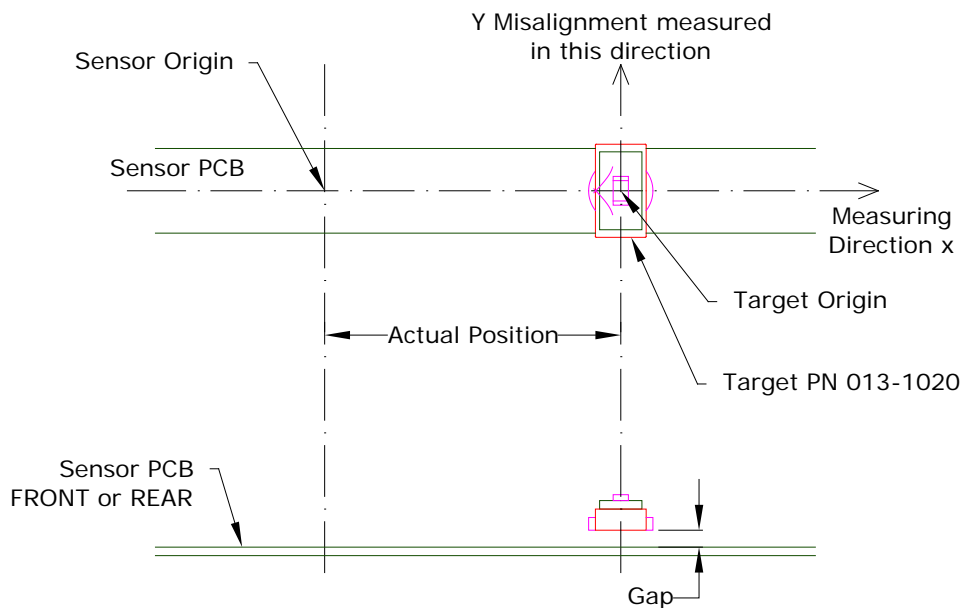 Y Misalignment measured
in this direction
Sensor Origin
Sensor PCB
Measuring
Direction x
Target Origin
Actual Position
Target PN 013-1020
Sensor PCB
FRONT or REAR
Gap